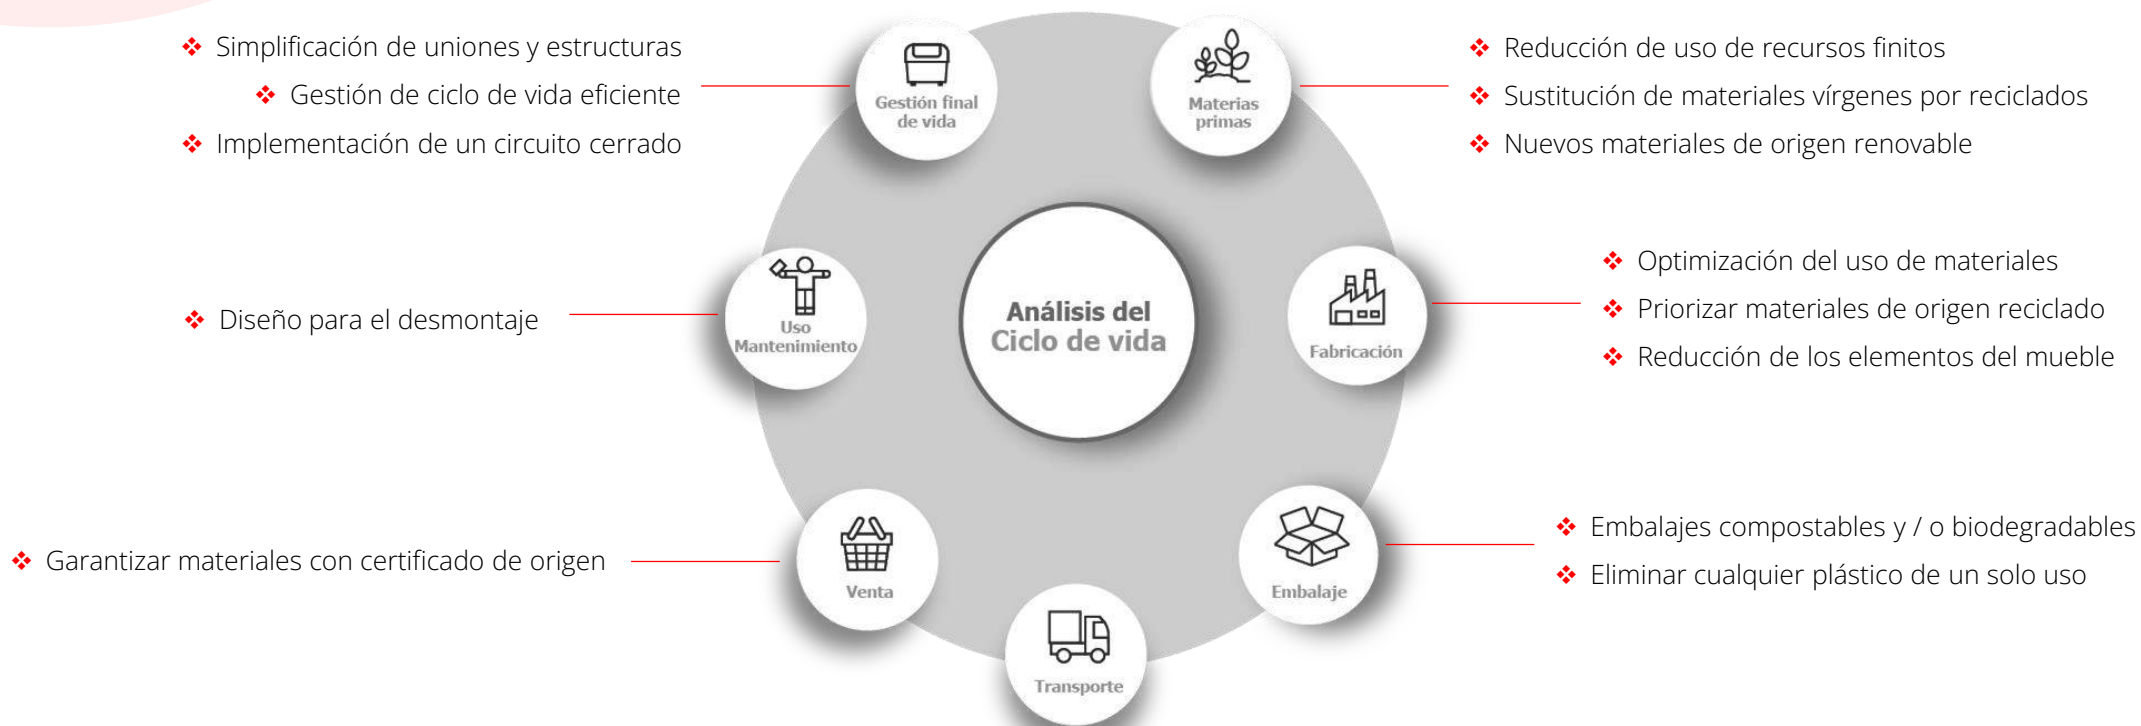 Simplificación de uniones y estructuras
Gestión de ciclo de vida eficiente
Implementación de un circuito cerrado
Gestión final
de vida
Materias
primas
Reducción de uso de recursos finitos
Sustitución de materiales vírgenes por reciclados
Nuevos materiales de origen renovable
Diseño para el desmontaje
Uso
Mantenimiento
Análisis del
Ciclo de vida
Fabricación
Optimización del uso de materiales
Priorizar materiales de origen reciclado
Reducción de los elementos del mueble
Garantizar materiales con certificado de origen
Venta
Transporte
Embalaje
Embalajes compostables y / o biodegradables
Eliminar cualquier plástico de un solo uso